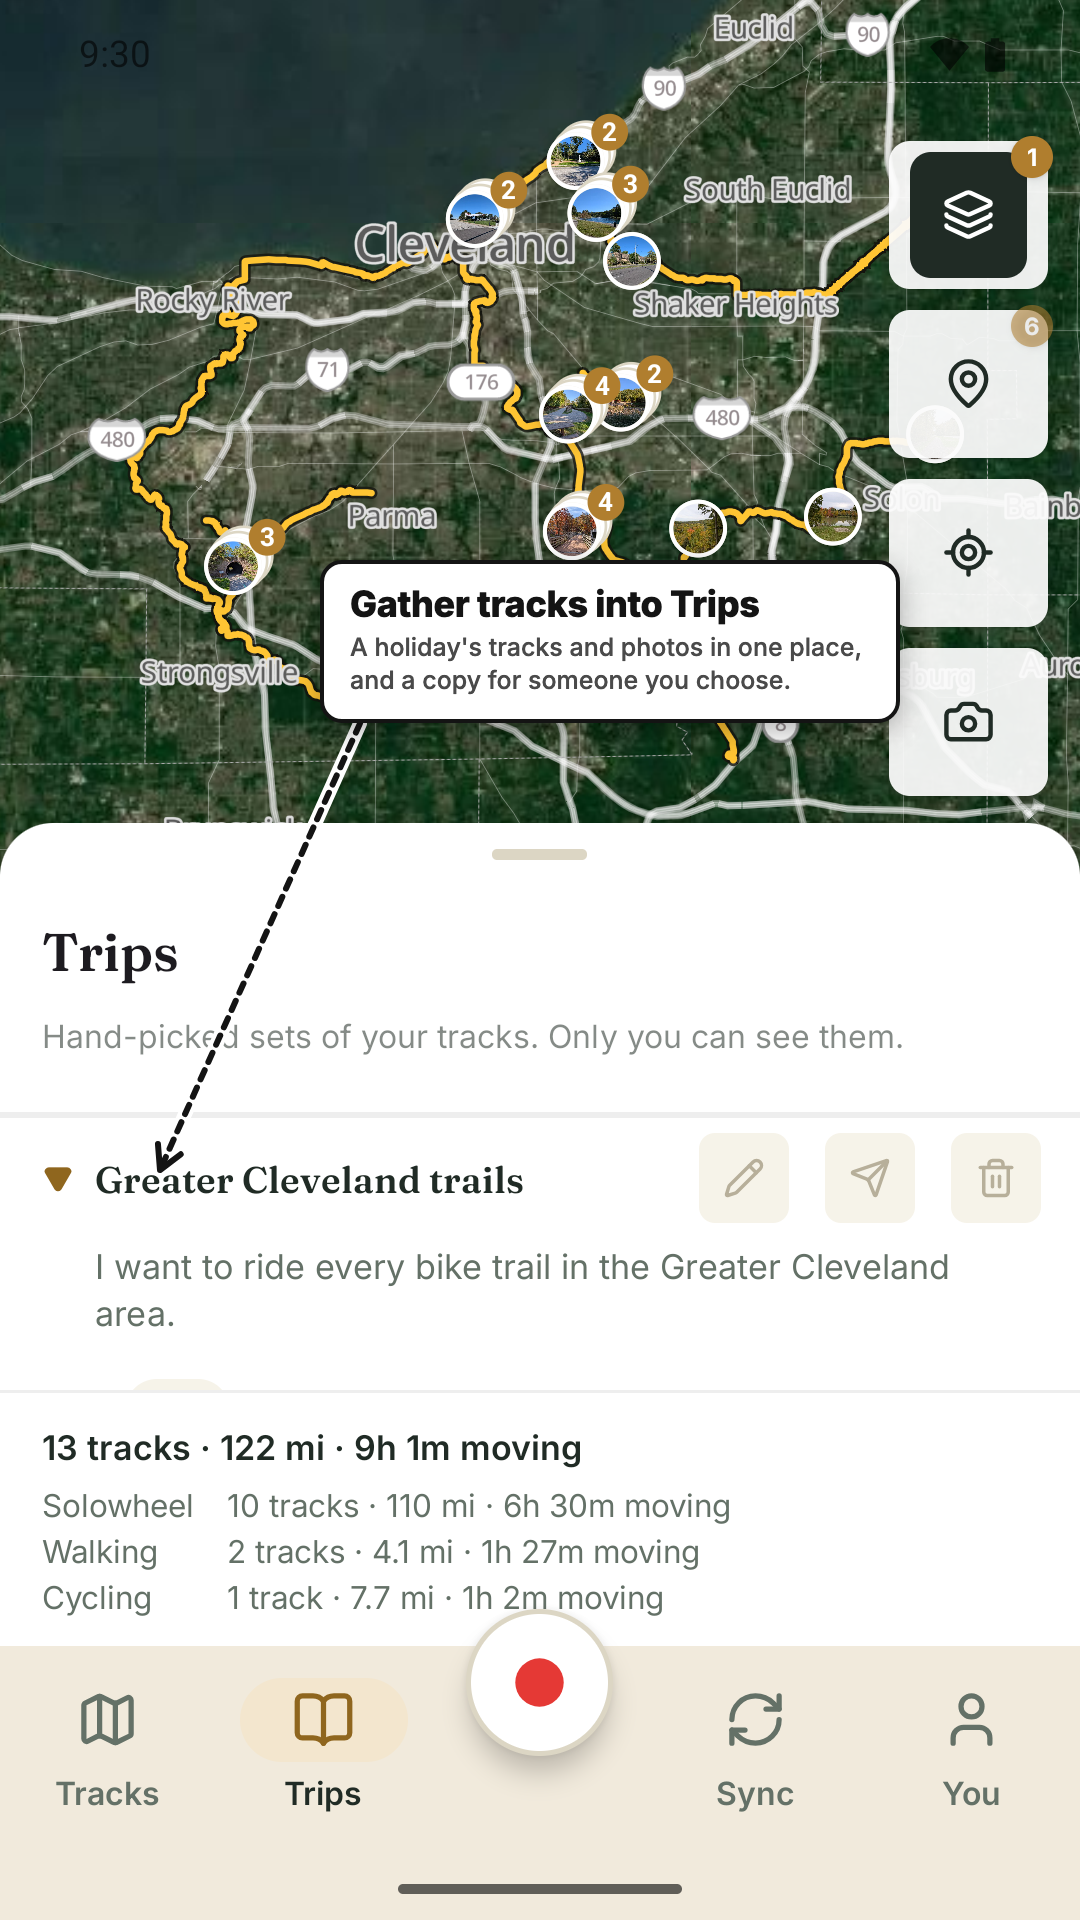 9:30
Euclid
90
90
2
3
2
South Euclid
1
Cleveland
Rocky River
Shaker Heights
6
71
176
4
2
480
480
Solon
Parma
4
3
Gather tracks into Trips
A holiday's tracks and photos in one place,
and a copy for someone you choose.
Strongsville
8
Trips
Hand-picked sets of your tracks. Only you can see them.
Greater Cleveland trails
I want to ride every bike trail in the Greater Cleveland
area.
13 tracks · 122 mi · 9h 1m moving
Solowheel 10 tracks · 110 mi · 6h 30m moving
Walking 2 tracks · 4.1 mi · 1h 27m moving
Cycling 1 track · 7.7 mi · 1h 2m moving
Tracks
Trips
Sync
You